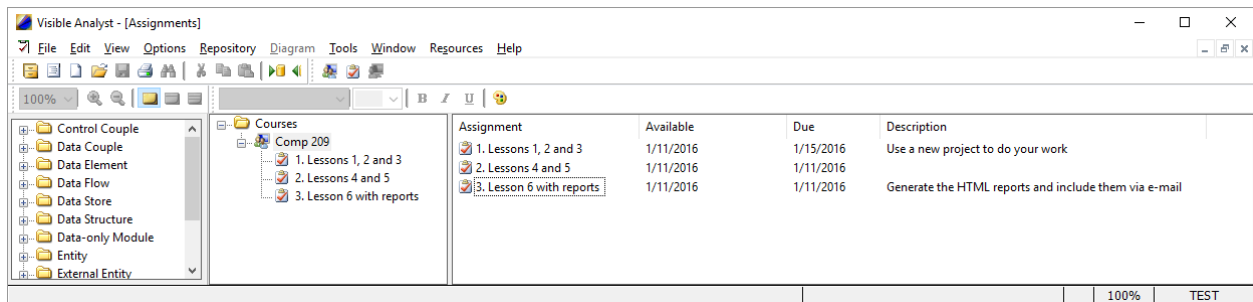 Visible Analyst - [Assignments]
File Edit View Options Repository Diagram Tools Window Resources Help
100% B I U
Control Couple
Data Couple
Data Element
Data Flow
Data Store
Data Structure
Data-only Module
Entity
External Entity
Courses
Comp 209
1. Lessons 1, 2 and 3
2. Lessons 4 and 5
3. Lesson 6 with reports
Assignment Available Due Description
1. Lessons 1, 2 and 3 1/11/2016 1/15/2016 Use a new project to do your work
2. Lessons 4 and 5 1/11/2016 1/11/2016
3. Lesson 6 with reports 1/11/2016 1/11/2016 Generate the HTML reports and include them via e-mail
100% TEST